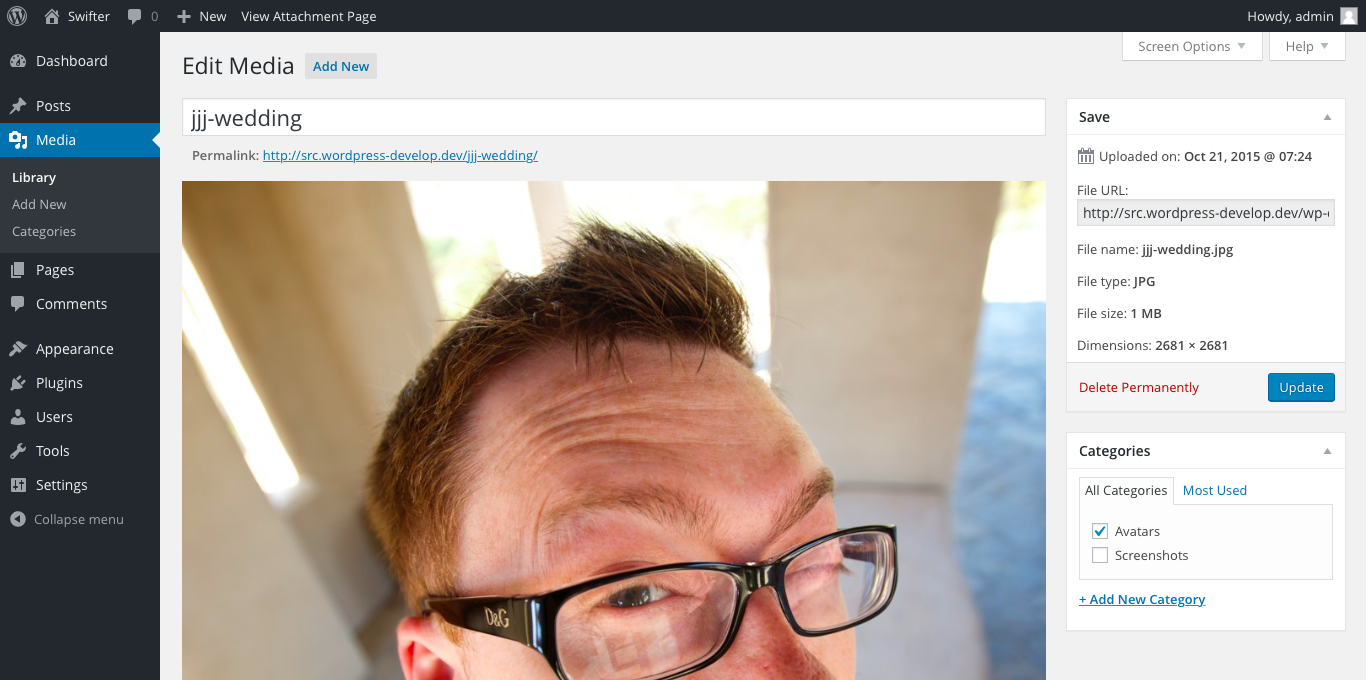 Swifter 0 New View Attachment Page Howdy, admin
Screen Options Help
Dashboard
Posts
Media
Library
Add New
Categories
Pages
Comments
Appearance
Plugins
Users
Tools
Settings
Collapse menu
Edit Media Add New
jjj-wedding
Permalink: http://src.wordpress-develop.dev/jjj-wedding/
D&G
Save
Uploaded on: Oct 21, 2015 @ 07:24
File URL:
http://src.wordpress-develop.dev/wp-
File name: jjj-wedding.jpg
File type: JPG
File size: 1 MB
Dimensions: 2681 × 2681
Delete Permanently Update
Categories
All Categories Most Used
Avatars
Screenshots
+ Add New Category